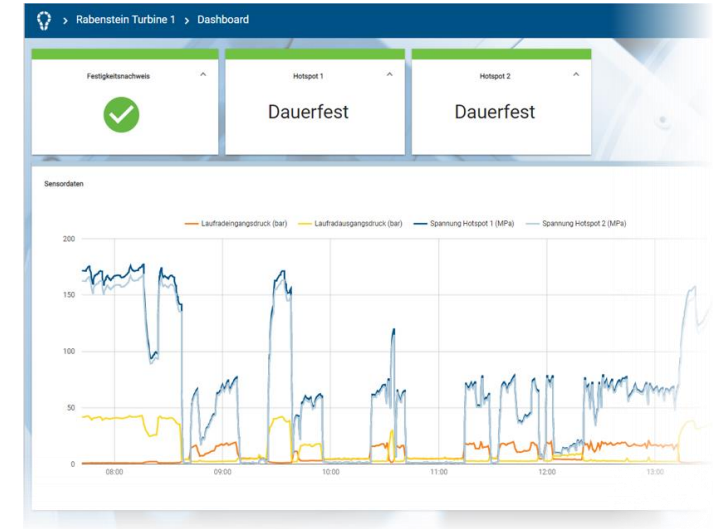 > Rabenstein Turbine 1 > Dashboard
Festigkeitsnachweis
Hotspot 1
Hotspot 2
Dauerfest
Dauerfest
Sensordaten
Laufradeingangsdruck (bar) Laufradausgangsdruck (bar) Spannung Hotspot 1 (MPa) Spannung Hotspot 2 (MPa)
200
150
100
50
0
08:00 09:00 10:00 11:00 12:00 13:00